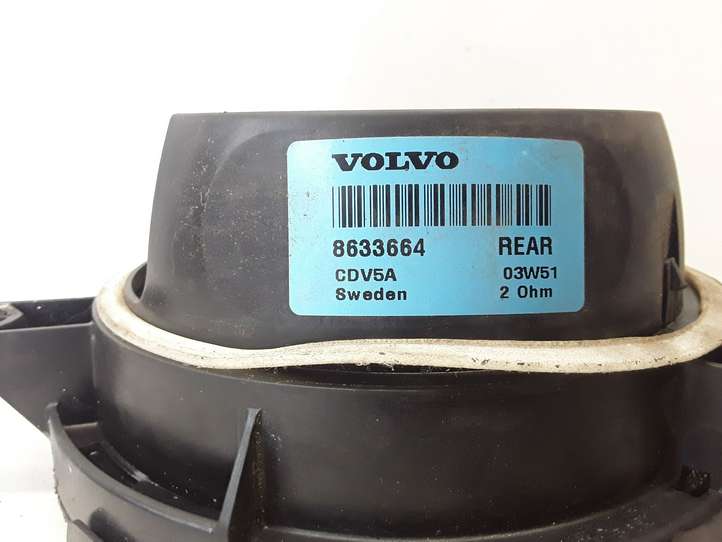 VOLVO
8633664 REAR
CDV5A 03W51
Sweden 2 Ohm